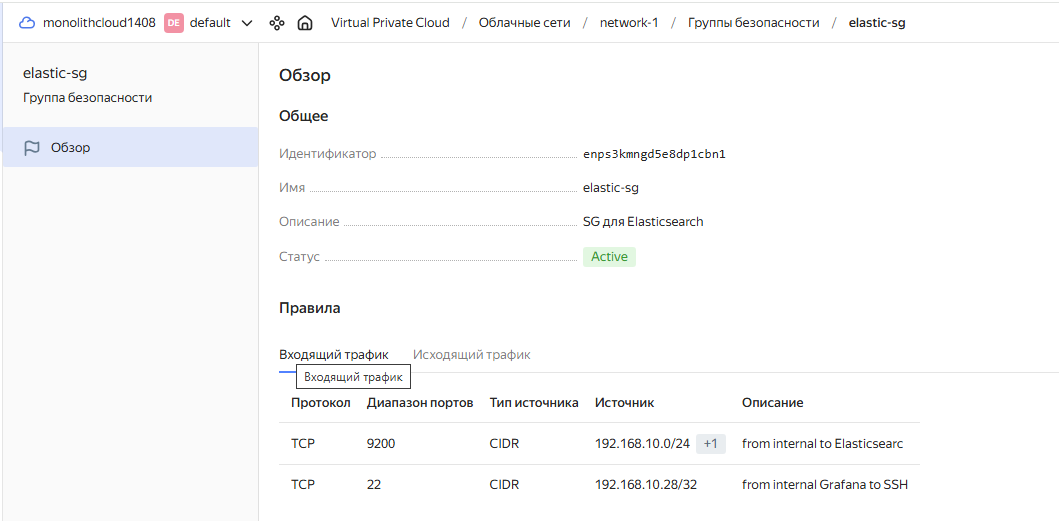 monolithcloud1408 DE default Virtual Private Cloud / Облачные сети / network-1 / Группы безопасности / elastic-sg
elastic-sg
Группа безопасности
Обзор
Обзор
Общее
Идентификатор enps3kmngd5e8dp1cbn1
Имя elastic-sg
Описание SG для Elasticsearch
Статус Active
Правила
Входящий трафик Исходящий трафик
Входящий трафик
Протокол Диапазон портов Тип источника Источник Описание
TCP 9200 CIDR 192.168.10.0/24 +1 from internal to Elasticsearc
TCP 22 CIDR 192.168.10.28/32 from internal Grafana to SSH